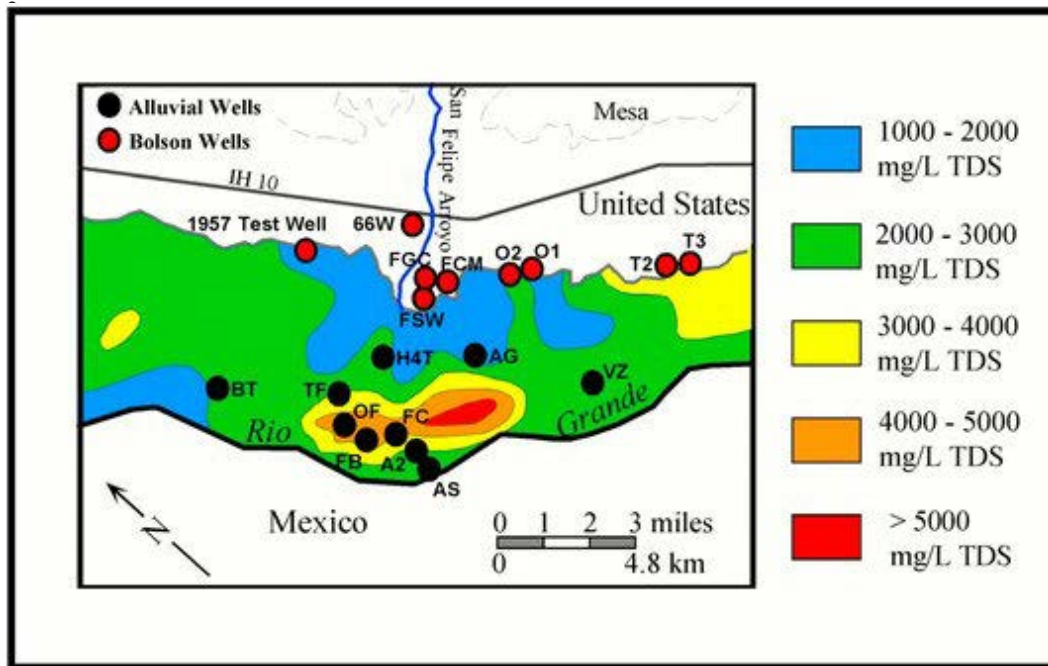 Alluvial Wells
Bolson Wells
San Felipe Arroyo
Mesa
IH 10
United States
1957 Test Well
66W
FGC
FCM
O2
O1
T2
T3
FSW
H4T
AG
VZ
BT
TF
OF
FC
Rio
Grande
FB
A2
AS
Mexico
N
0 1 2 3 miles
0 4.8 km
1000 - 2000
mg/L TDS
2000 - 3000
mg/L TDS
3000 - 4000
mg/L TDS
4000 - 5000
mg/L TDS
> 5000
mg/L TDS